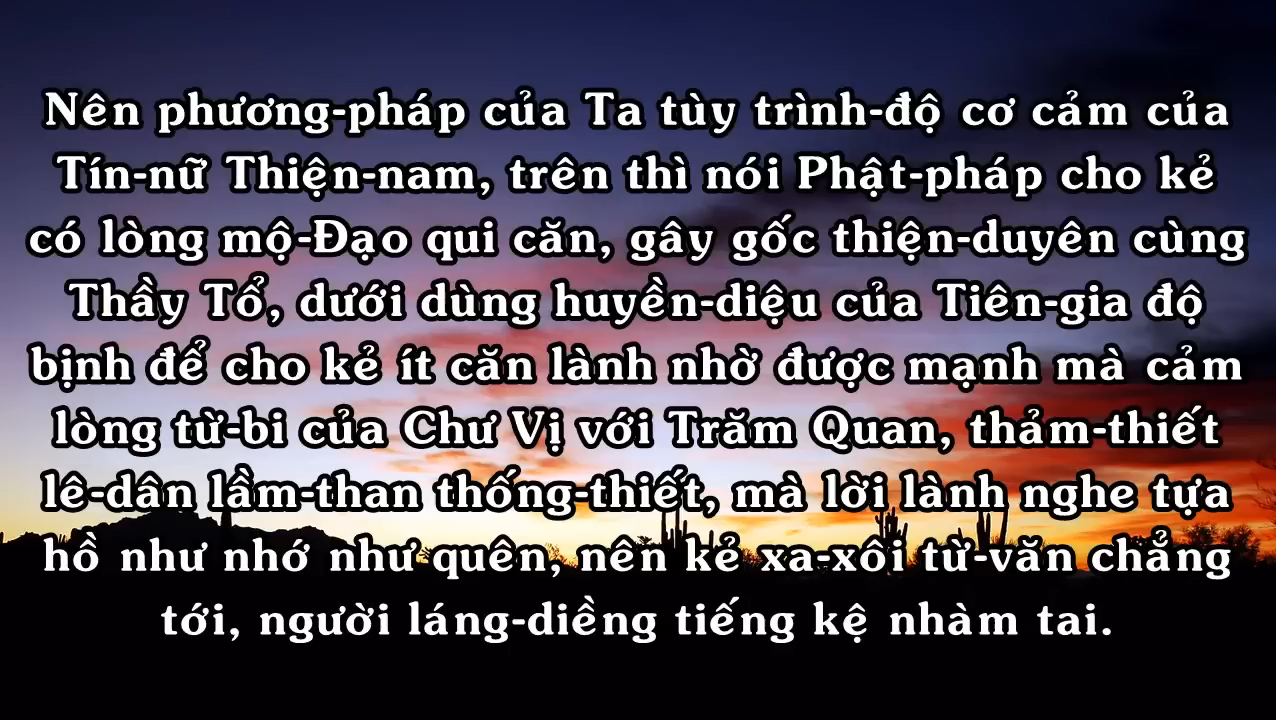 Nên phương-pháp của Ta tùy trình-độ cơ cảm của
Tín-nữ Thiện-nam, trên thì nói Phật-pháp cho kẻ
có lòng mộ-Đạo qui căn, gây gốc thiện-duyên cùng
Thầy Tổ, dưới dùng huyền-diệu của Tiên-gia độ
bịnh để cho kẻ ít căn lành nhờ được mạnh mà cảm
lòng từ-bi của Chư Vị với Trăm Quan, thảm-thiết
lê-dân lầm-than thống-thiết, mà lời lành nghe tựa
hồ như nhớ như quên, nên kẻ xa-xôi từ-văn chẳng
tới, người láng-diềng tiếng kệ nhàm tai.